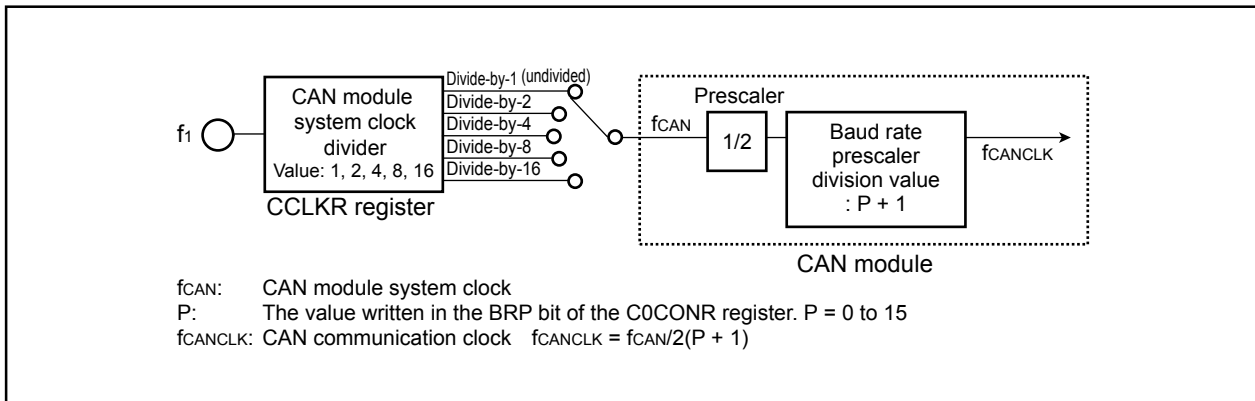 Divide-by-1 (undivided)
CAN module
system clock
divider
Value: 1, 2, 4, 8, 16
Divide-by-2
Divide-by-4
Divide-by-8
Divide-by-16
f1
CCLKR register
fCAN
Prescaler
1/2
Baud rate
prescaler
division value
: P + 1
fCANCLK
CAN module
fCAN: CAN module system clock
P: The value written in the BRP bit of the C0CONR register. P = 0 to 15
fCANCLK: CAN communication clock fCANCLK = fCAN/2(P + 1)